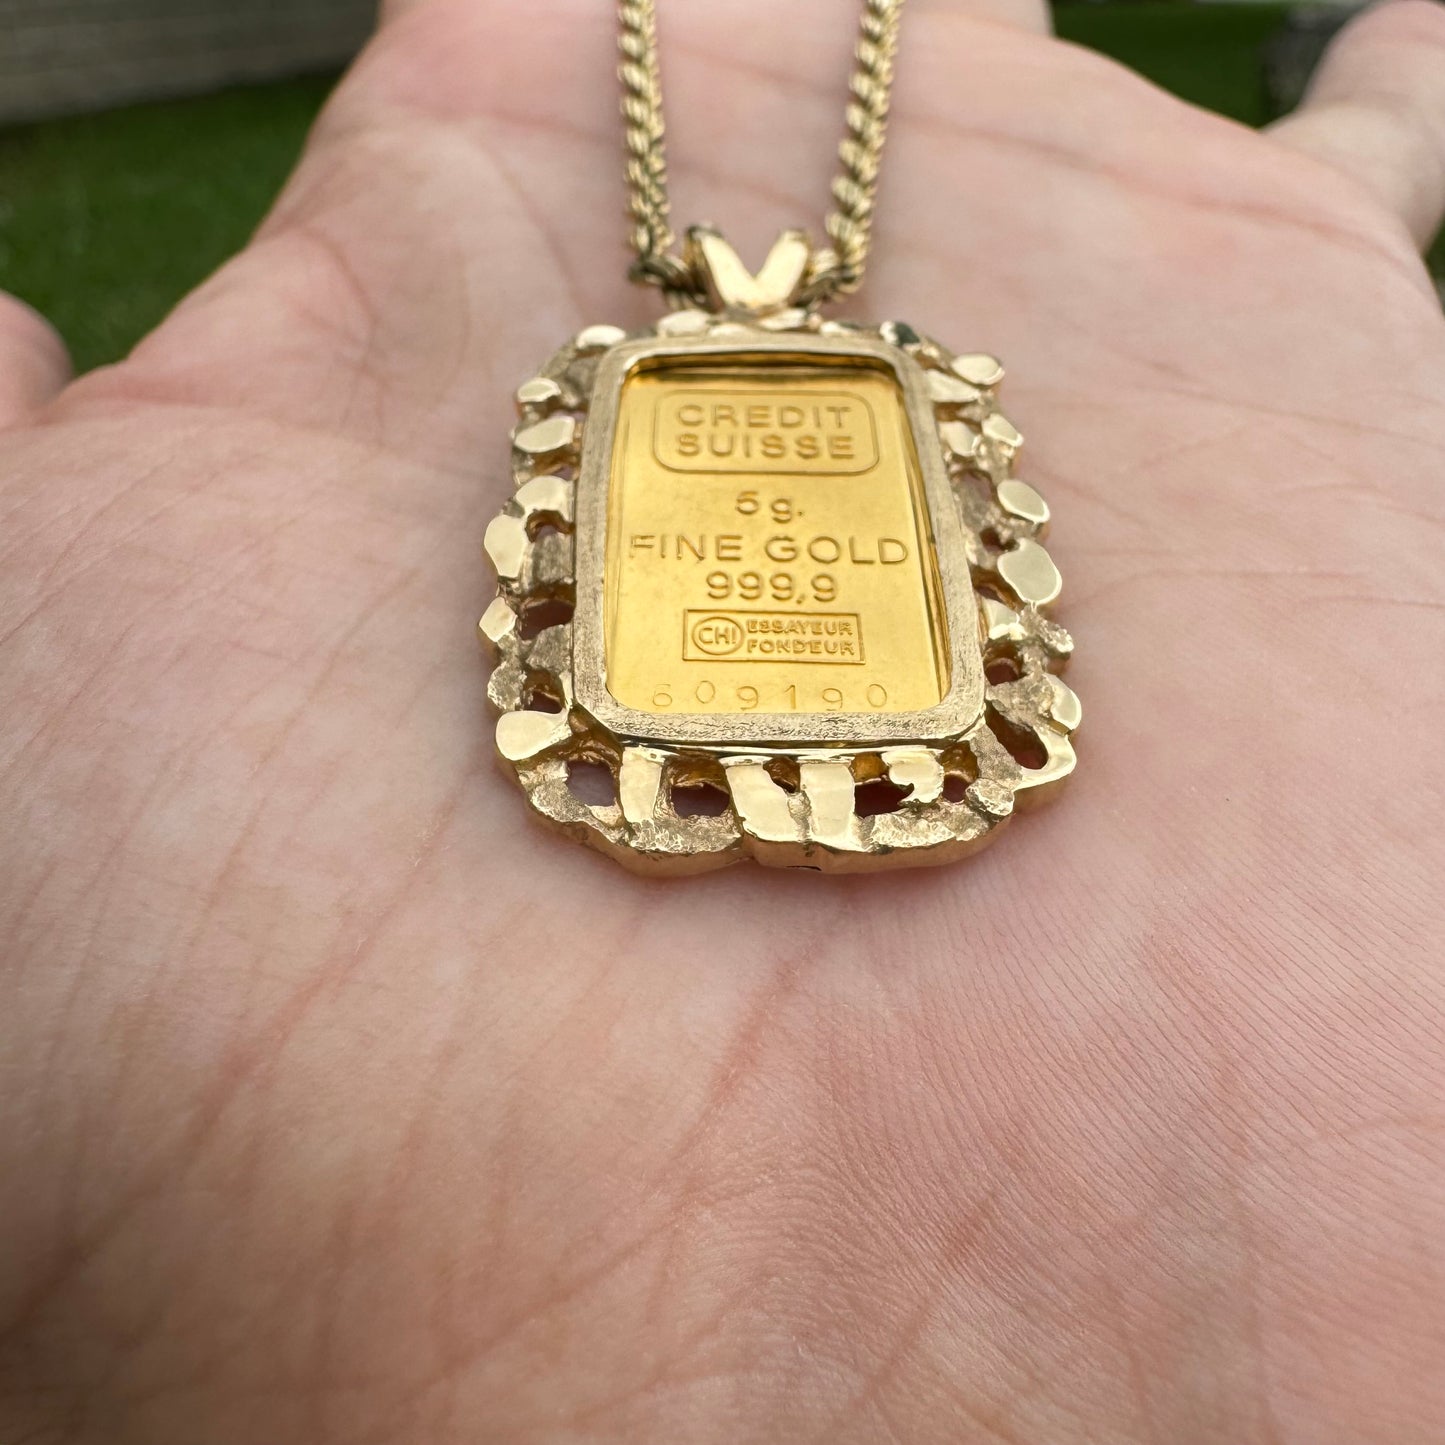 CREDIT
SUISSE
5g.
FINE GOLD
999,9
CHI ESSAYEUR
FONDEUR
609190